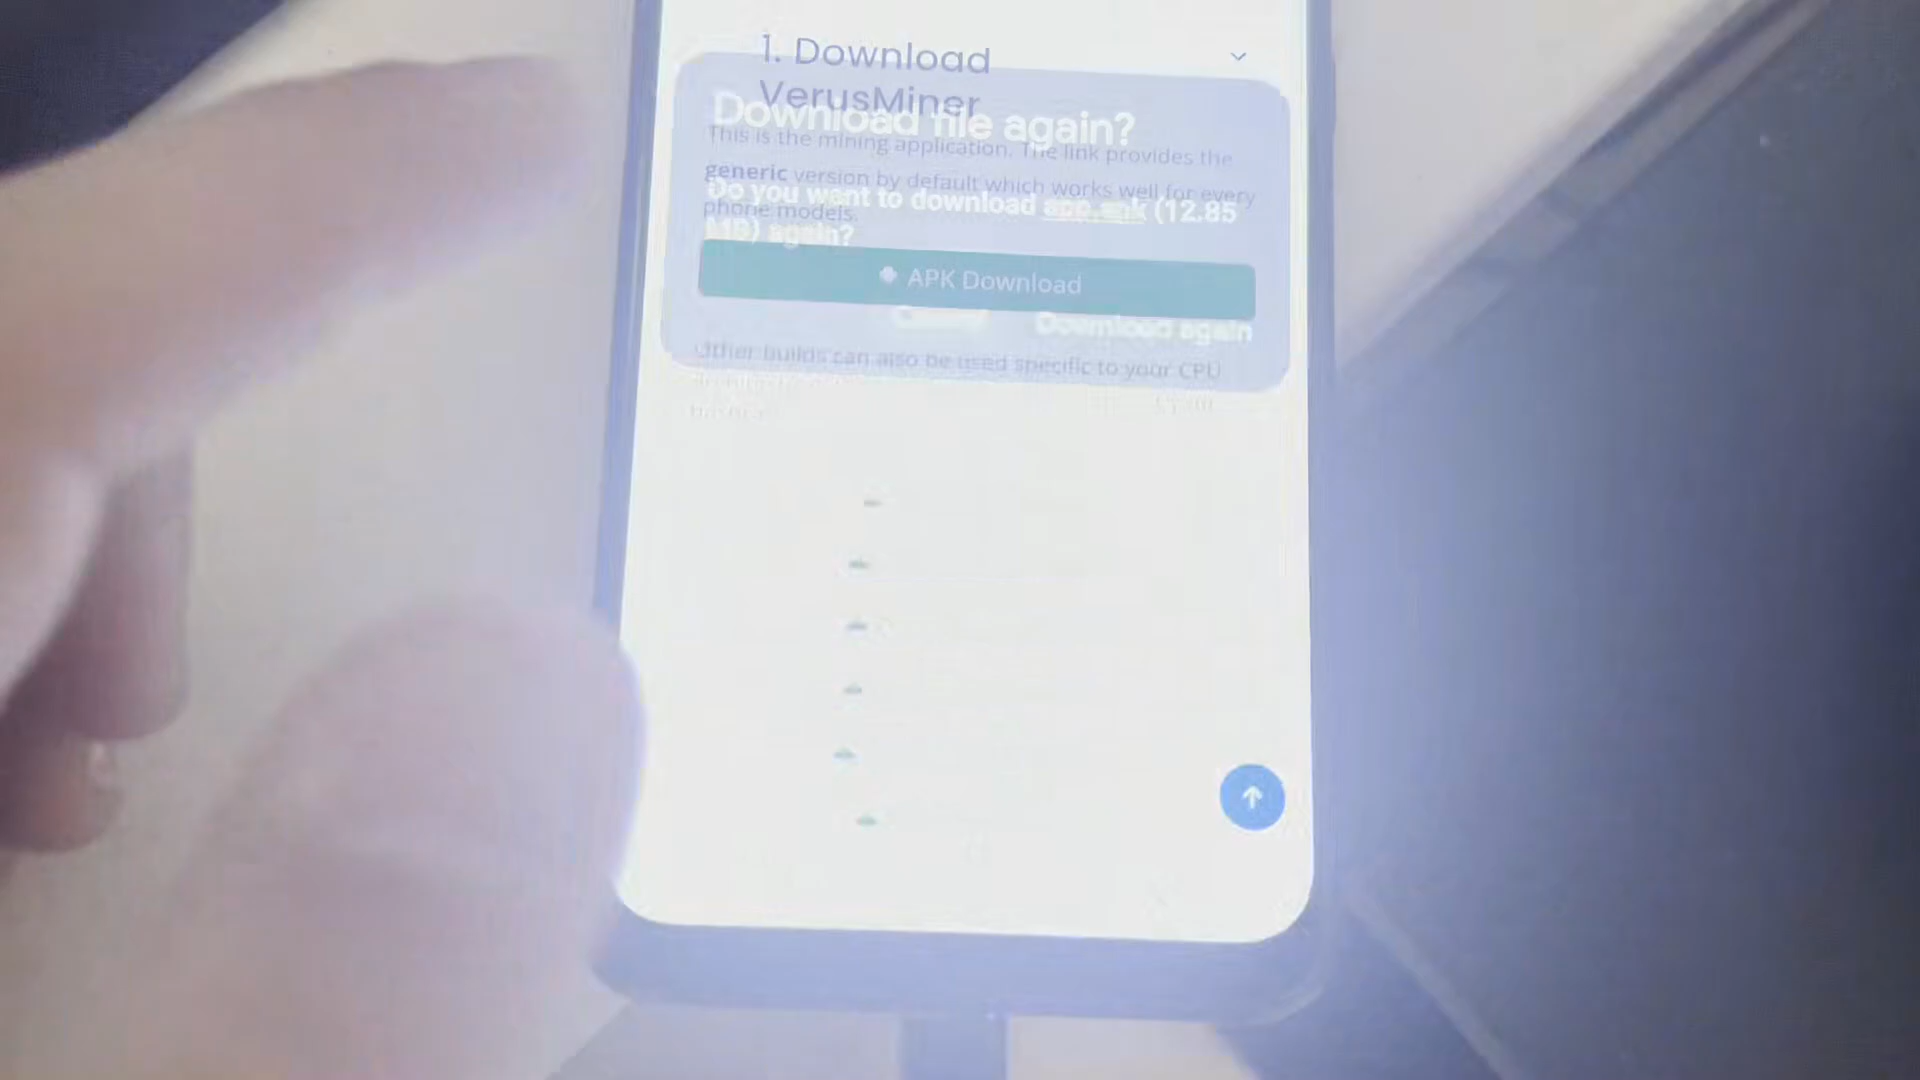 1. Download
VerusMiner
Download file again?
This is the mining application. The link provides the
generic version by default which works well for every
Do you want to download app.apk (12.85
phone models.
MB) again?
APK Download
Download again
Other builds can also be used specific to your CPU